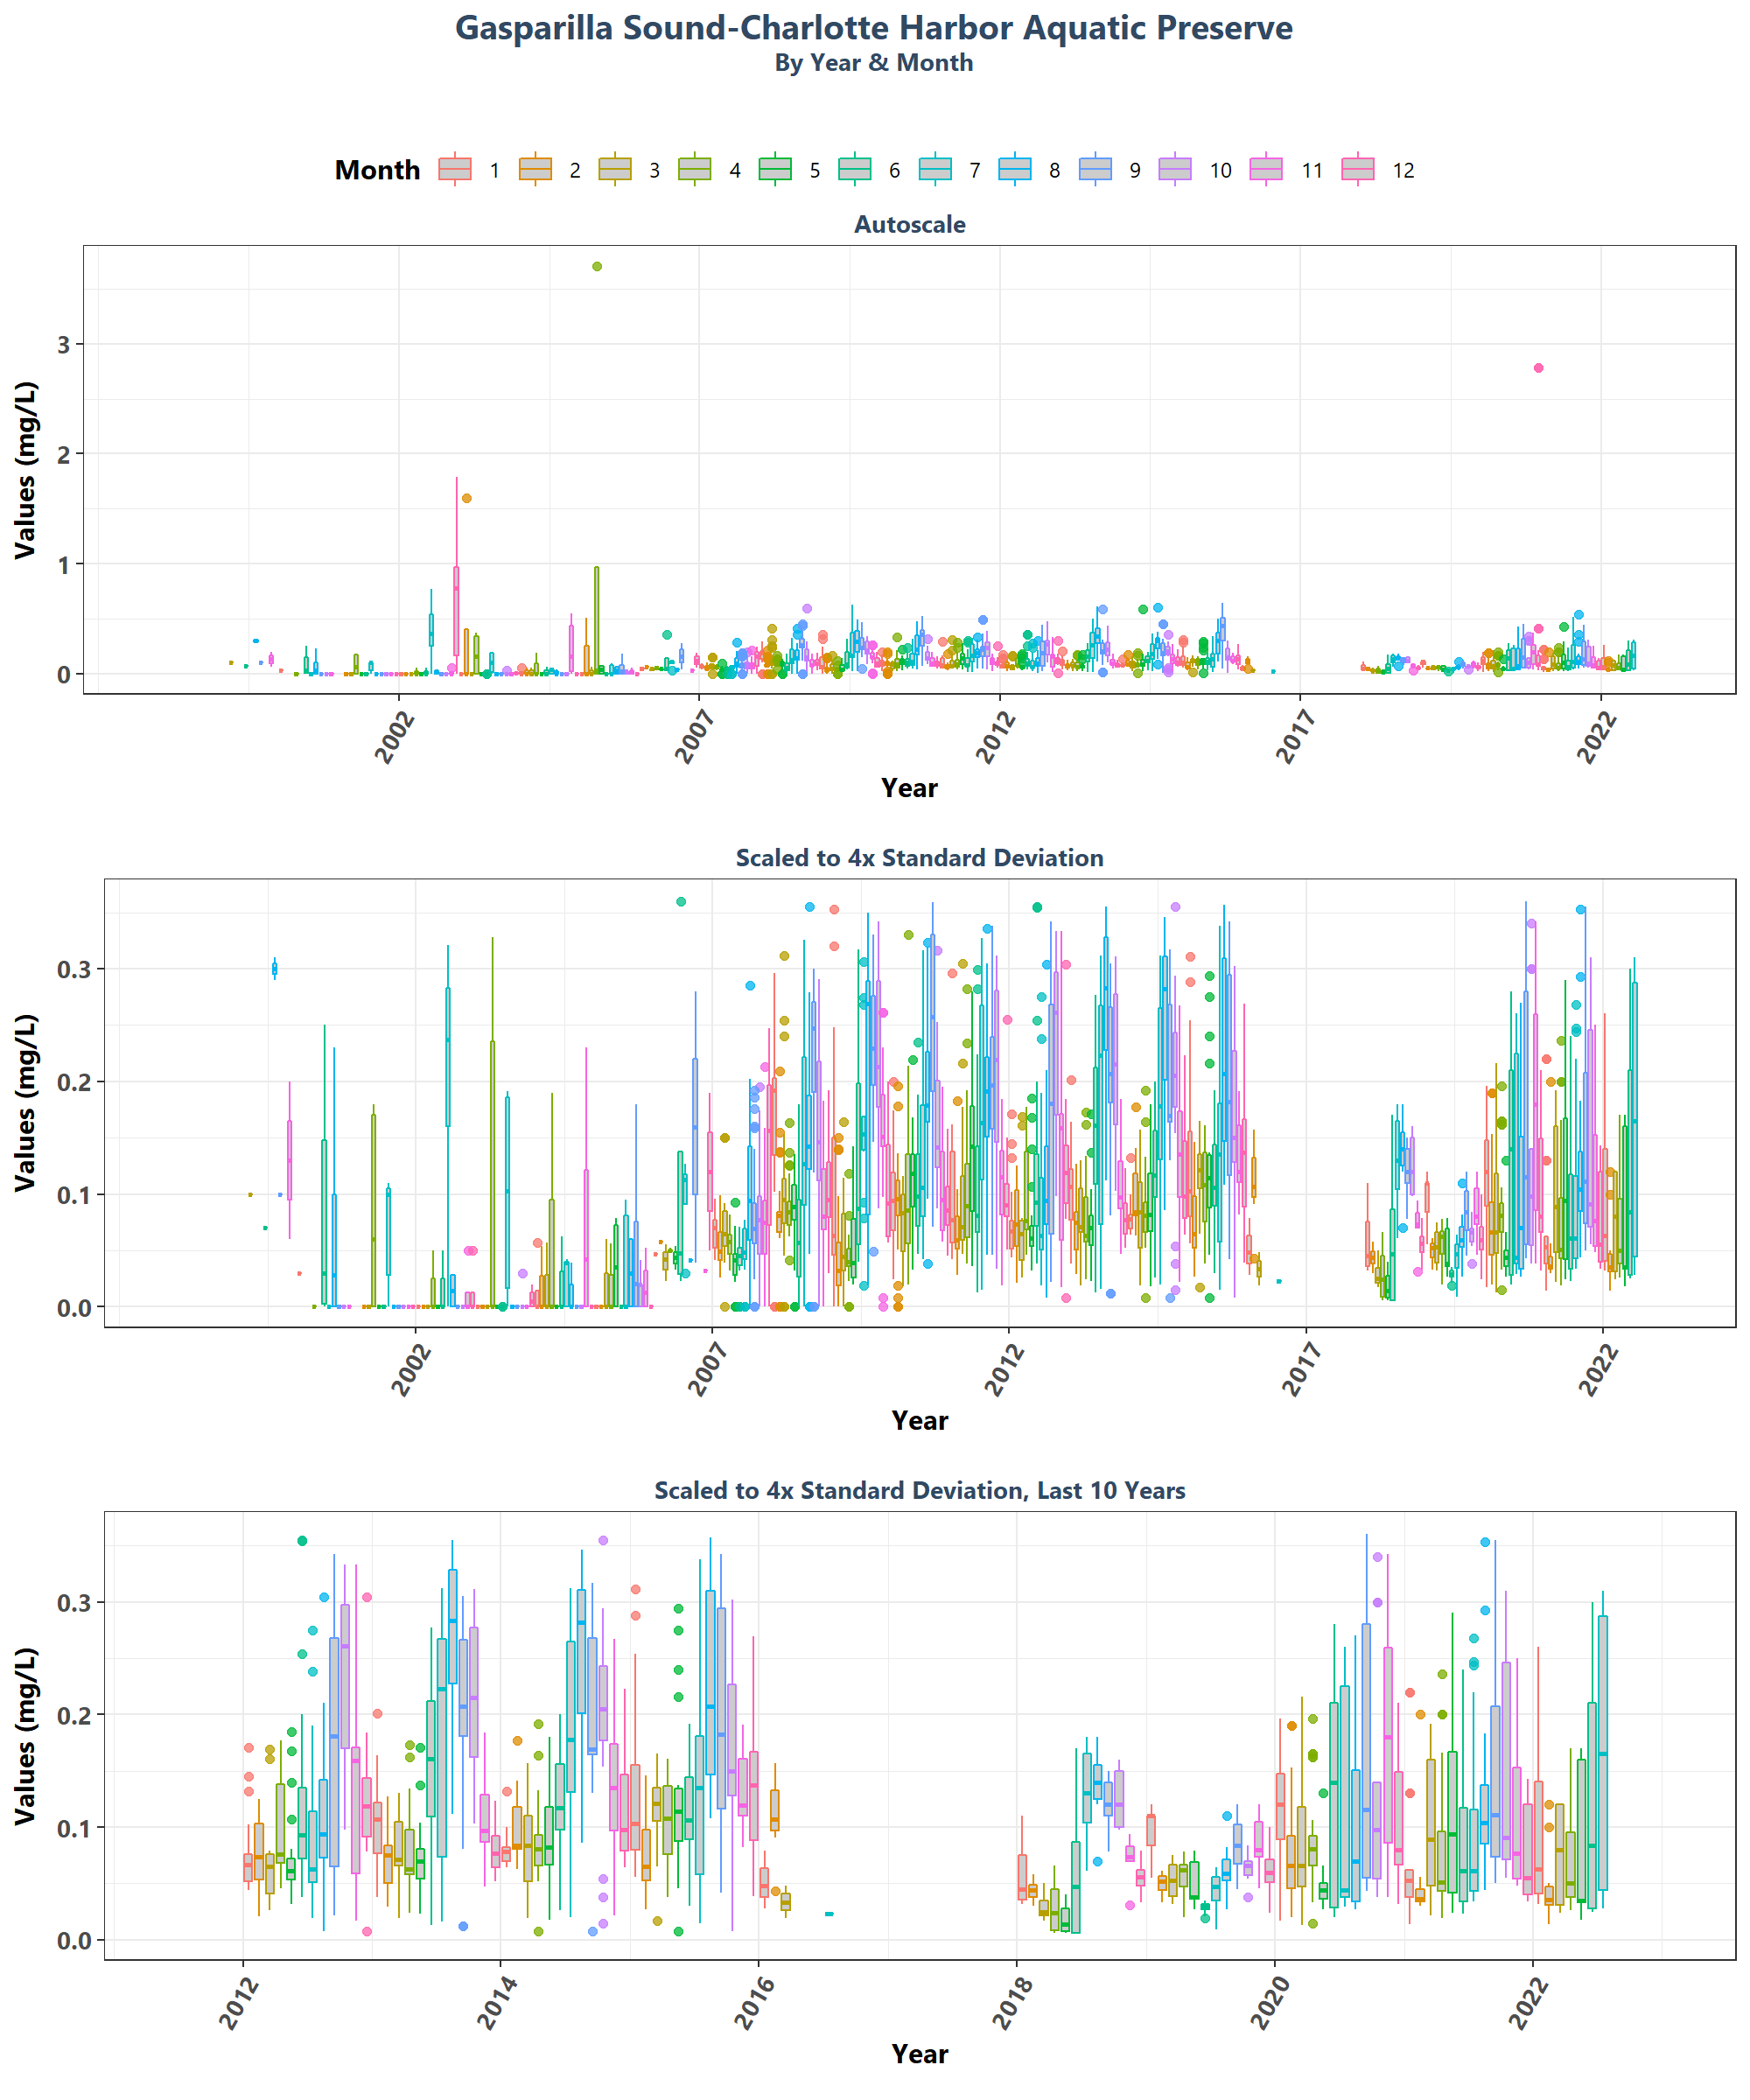 Gasparilla Sound-Charlotte Harbor Aquatic Preserve
By Year & Month
Month 1 2 3 4 5 6 7 8 9 10 11 12
Autoscale
Values (mg/L)
3
2
1
0
2002 2007 2012 2017 2022
Year
Scaled to 4x Standard Deviation
Values (mg/L)
0.3
0.2
0.1
0.0
2002 2007 2012 2017 2022
Year
Scaled to 4x Standard Deviation, Last 10 Years
Values (mg/L)
0.3
0.2
0.1
0.0
2012 2014 2016 2018 2020 2022
Year